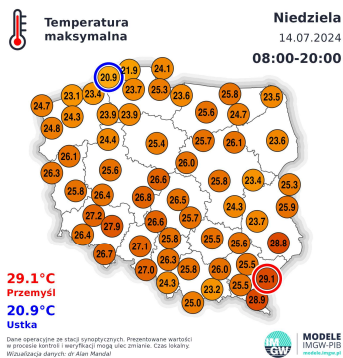 Temperatura
maksymalna
Niedziela
14.07.2024
08:00-20:00
20.9 21.9 24.1
24.7 23.1 23.4 23.7 25.3 23.6 25.8 23.5
24.3 23.9 23.9 25.6 24.7
24.8 24.4 25.4 25.7 26.1 23.6
26.1 26.0
26.3 25.6 26.6 25.8 23.4 25.3
25.8 26.4 26.8 26.5 24.3 25.9
27.2 26.6 25.7 23.7
26.4 27.9 25.8 25.5 25.6 28.8
26.7 27.1 26.3
27.0 25.8 26.0 25.5 29.1
24.3 23.2 25.5
25.0 28.9
29.1°C
Przemyśl
20.9°C
Ustka
Dane operacyjne ze stacji synoptycznych. Prezentowane wartości
w procesie kontroli i weryfikacji mogą ulec zmianie. Czas lokalny.
Wizualizacja danych: dr Alan Mandal
IM
GW
MODELE
IMGW-PIB
modele.imgw.pl